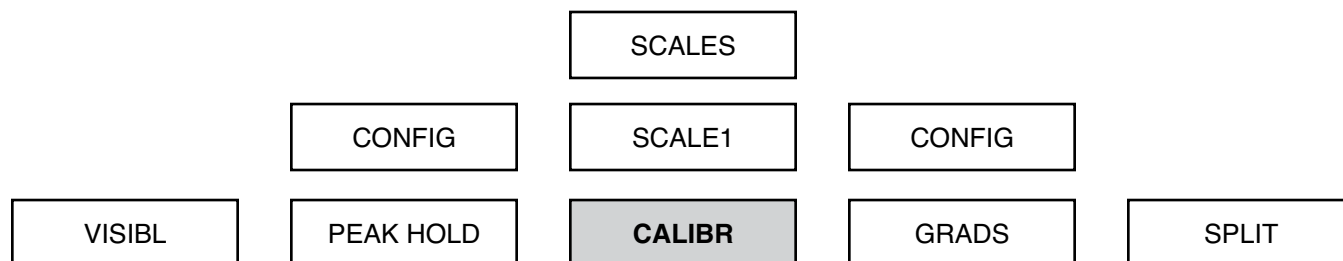 SCALES
CONFIG SCALE1 CONFIG
VISIBL PEAK HOLD CALIBR GRADS SPLIT